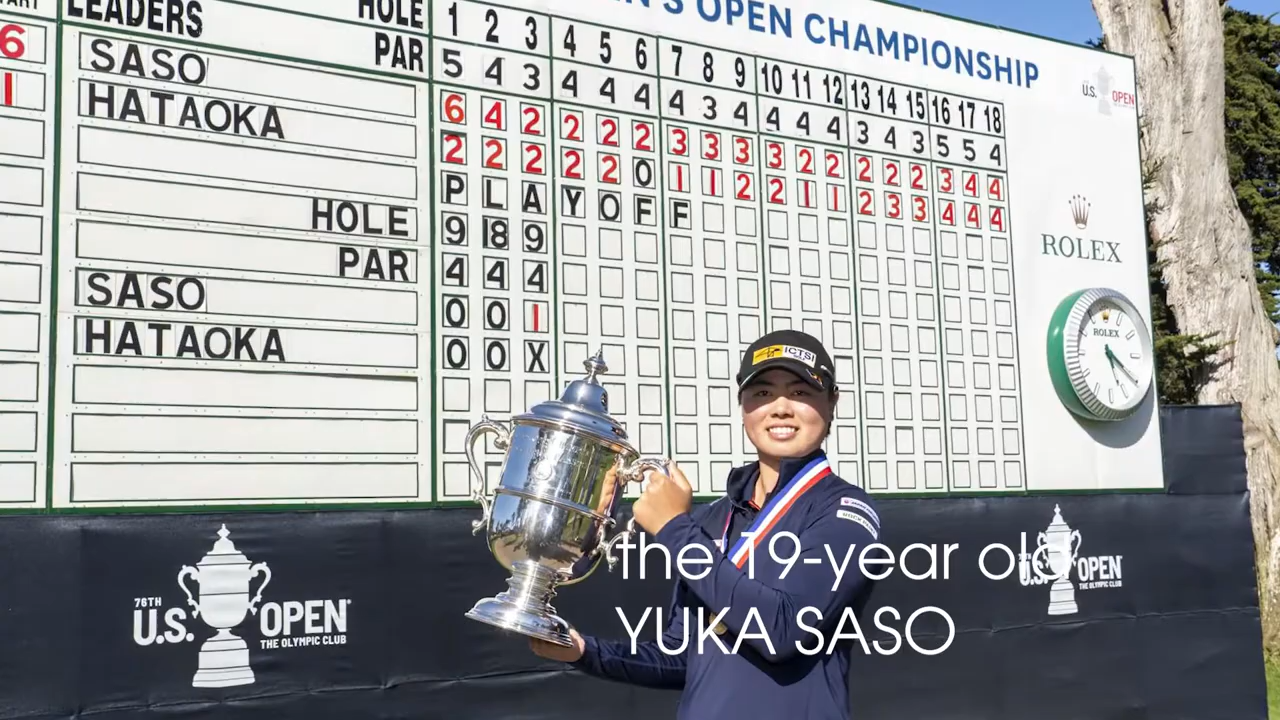 ART LEADERS HOLE 1 2 3 4 5 6 7 8 9 10 11 12 13 14 15 16 17 18
N'S OPEN CHAMPIONSHIP
PAR 5 4 3 4 4 4 4 3 4 4 4 4 3 4 3 5 5 4
U.S. OPEN
6 SASO 6 4 2 2 2 2 3 3 3 3 2 2 2 2 2 3 4 4
1 HATAOKA 2 2 2 2 2 0 1 1 2 2 1 1 2 3 3 4 4 4
PLAYOFF
HOLE 9 18 9
PAR 4 4 4
SASO 0 0 1
HATAOKA 0 0 X
ROLEX
ROLEX
ICTSI
the 19-year old
YUKA SASO
76TH
U.S. OPEN
THE OLYMPIC CLUB
U.S. OPEN
THE OLYMPIC CLUB